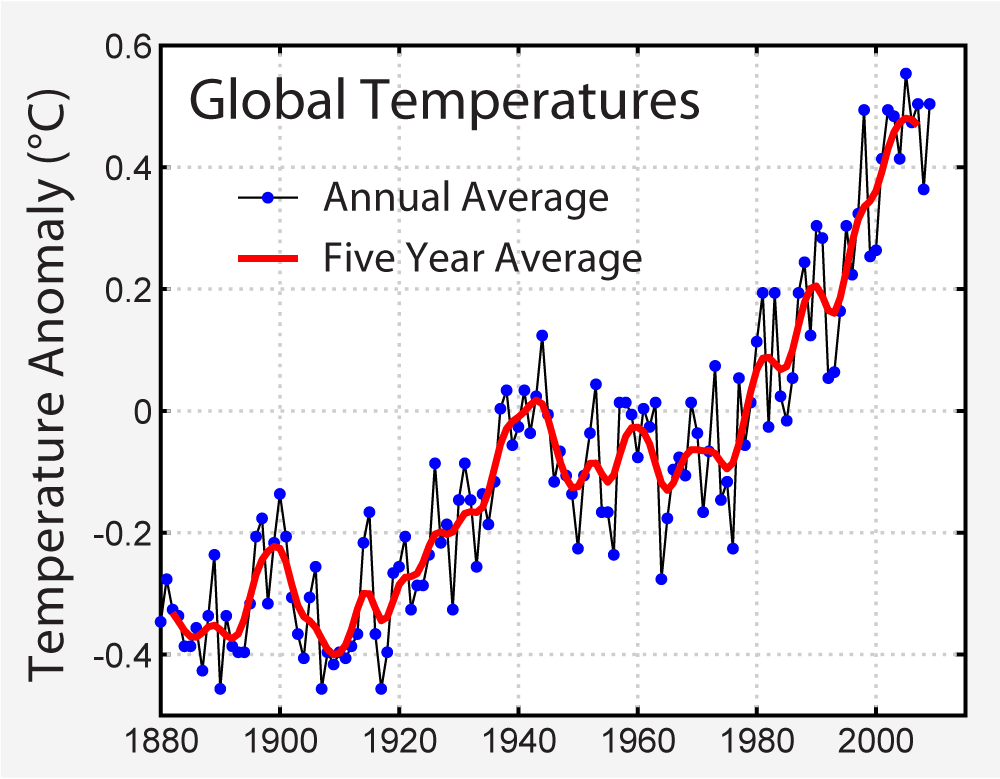 Global Temperatures
Annual Average
Five Year Average
Temperature Anomaly (°C)
0.6
0.4
0.2
0
-0.2
-0.4
1880 1900 1920 1940 1960 1980 2000